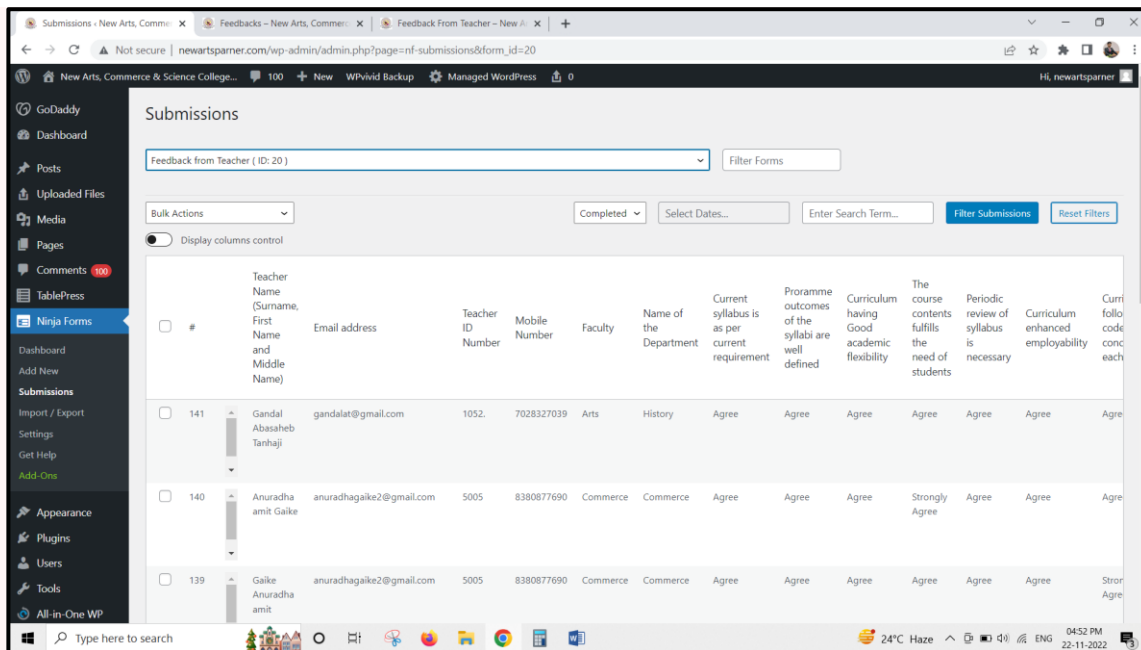 Submissions ‹ New Arts, Comme
Feedbacks – New Arts, Commerc
Feedback From Teacher – New A
Not secure | newartsparner.com/wp-admin/admin.php?page=nf-submissions&form_id=20
New Arts, Commerce & Science College... 100 + New WPvivid Backup Managed WordPress 0 Hi, newartsparner
GoDaddy
Dashboard
Posts
Uploaded Files
Media
Pages
Comments 100
TablePress
Ninja Forms
Dashboard
Add New
Submissions
Import / Export
Settings
Get Help
Add-Ons
Appearance
Plugins
Users
Tools
All-in-One WP
Submissions
Feedback from Teacher ( ID: 20 ) Filter Forms
Bulk Actions Completed Select Dates... Enter Search Term... Filter Submissions Reset Filters
Display columns control
#
Teacher
Name
(Surname,
First
Name
and
Middle
Name)
Email address
Teacher
ID
Number
Mobile
Number
Faculty
Name of
the
Department
Current
syllabus is
as per
current
requirement
Proramme
outcomes
of the
syllabi are
well
defined
Curriculum
having
Good
academic
flexibility
The
course
contents
fulfills
the
need of
students
Periodic
review of
syllabus
is
necessary
Curriculum
enhanced
employability
Curri
follo
code
conc
each
141 Gandal gandalat@gmail.com 1052. 7028327039 Arts History Agree Agree Agree Agree Agree Agree Agre
Abasaheb
Tanhaji
140 Anuradha anuradhagaike2@gmail.com 5005 8380877690 Commerce Commerce Agree Agree Agree Strongly Agree Agree Agre
amit Gaike Agree
139 Gaike anuradhagaike2@gmail.com 5005 8380877690 Commerce Commerce Agree Agree Agree Agree Agree Agree Stror
Anuradha Agre
amit
Type here to search 24°C Haze ENG 04:52 PM
22-11-2022
3